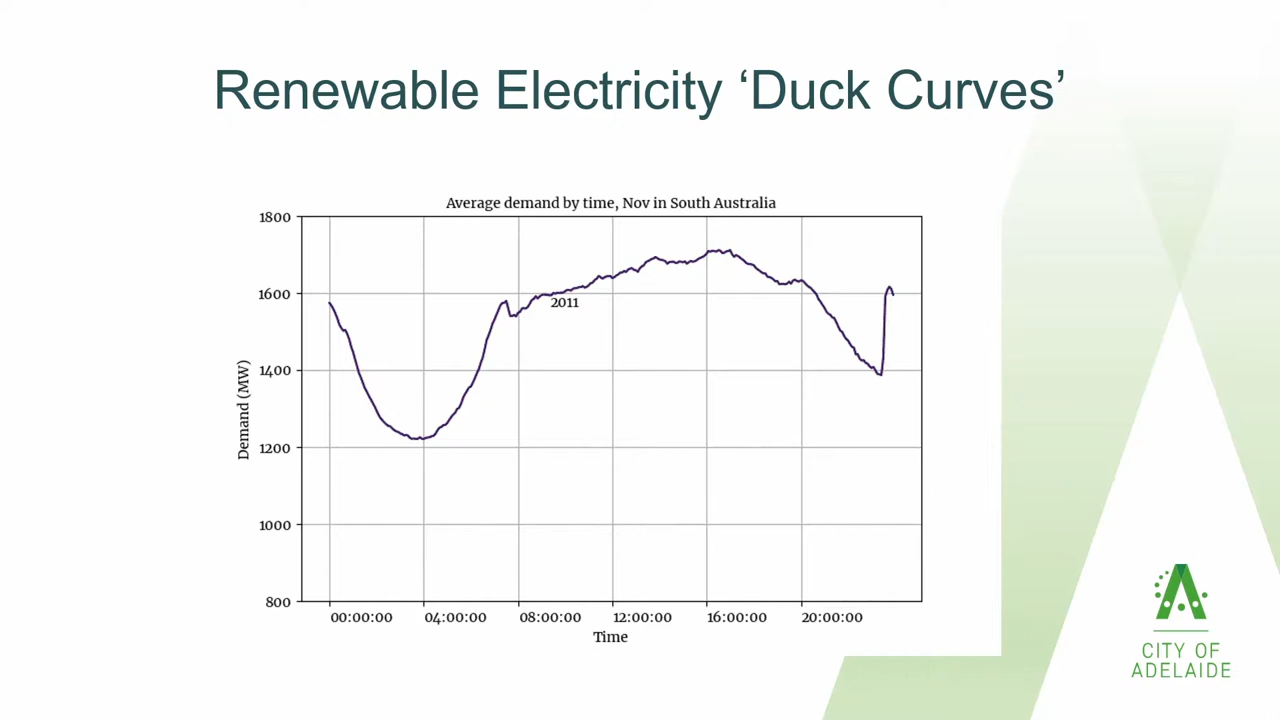 Renewable Electricity ‘Duck Curves’
Average demand by time, Nov in South Australia
1800
1600
1400
1200
1000
800
Demand (MW)
2011
00:00:00 04:00:00 08:00:00 12:00:00 16:00:00 20:00:00
Time
CITY OF
ADELAIDE